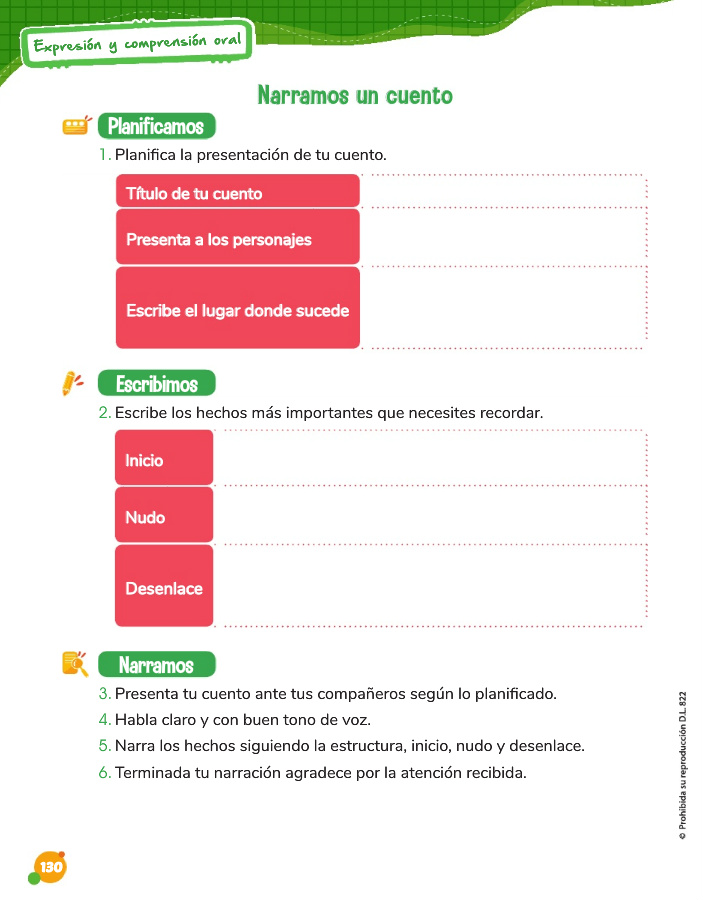 Expresión y comprensión oral
Narramos un cuento
Planificamos
1. Planifica la presentación de tu cuento.
Título de tu cuento
Presenta a los personajes
Escribe el lugar donde sucede
Escribimos
2. Escribe los hechos más importantes que necesites recordar.
Inicio
Nudo
Desenlace
Narramos
3. Presenta tu cuento ante tus compañeros según lo planificado.
4. Habla claro y con buen tono de voz.
5. Narra los hechos siguiendo la estructura, inicio, nudo y desenlace.
6. Terminada tu narración agradece por la atención recibida.
© Prohibida su reproducción D.L. 822
130